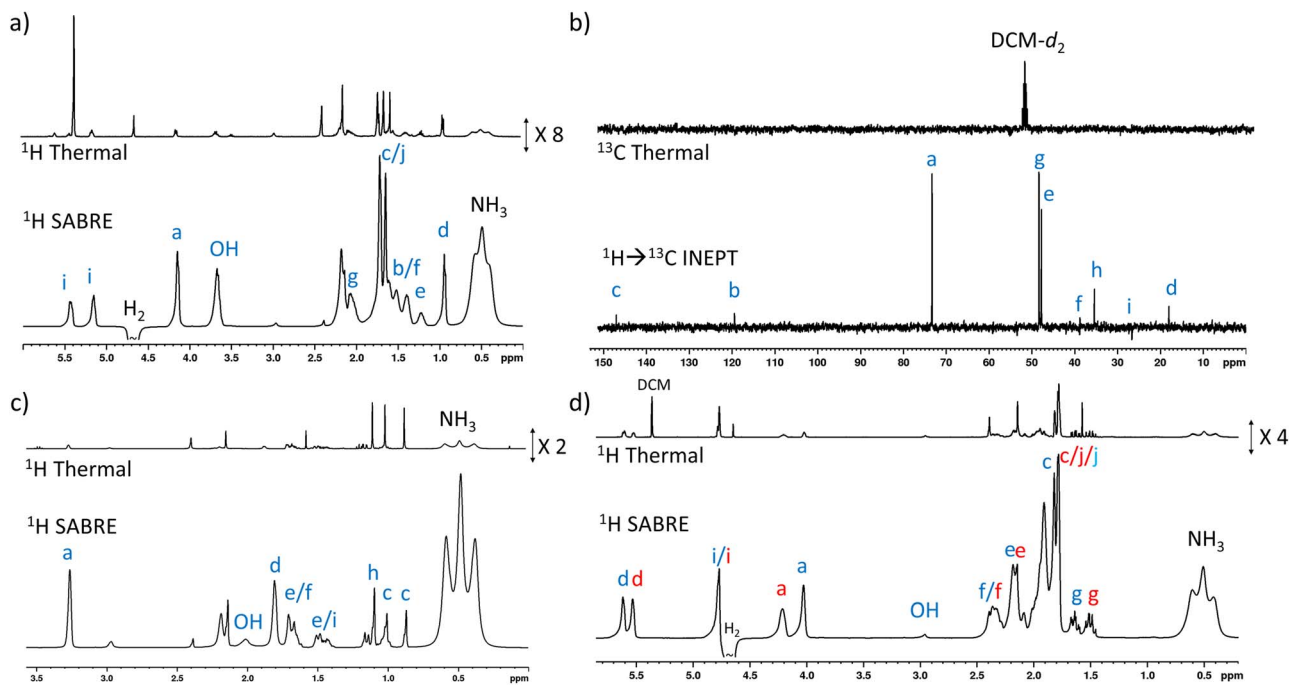 a)
X 8
¹H Thermal
c/j
¹H SABRE
NH₃
a
d
OH
i
i
g
b/f
e
H₂
5.5 5.0 4.5 4.0 3.5 3.0 2.5 2.0 1.5 1.0 0.5 ppm
b)
DCM-d₂
¹³C Thermal
a
g
e
¹H→¹³C INEPT
c
b
f
h
i
d
150 140 130 120 110 100 90 80 70 60 50 40 30 20 ppm
c)
NH₃
X 2
¹H Thermal
¹H SABRE
a
d
e/f
h
OH
e/i
c
c
3.5 3.0 2.5 2.0 1.5 1.0 0.5 ppm
d)
DCM
X 4
¹H Thermal
c
c/j/j
¹H SABRE
NH₃
i/i
e
e
d
d
a
a
f/f
OH
g
g
H₂
5.5 5.0 4.5 4.0 3.5 3.0 2.5 2.0 1.5 1.0 0.5 ppm